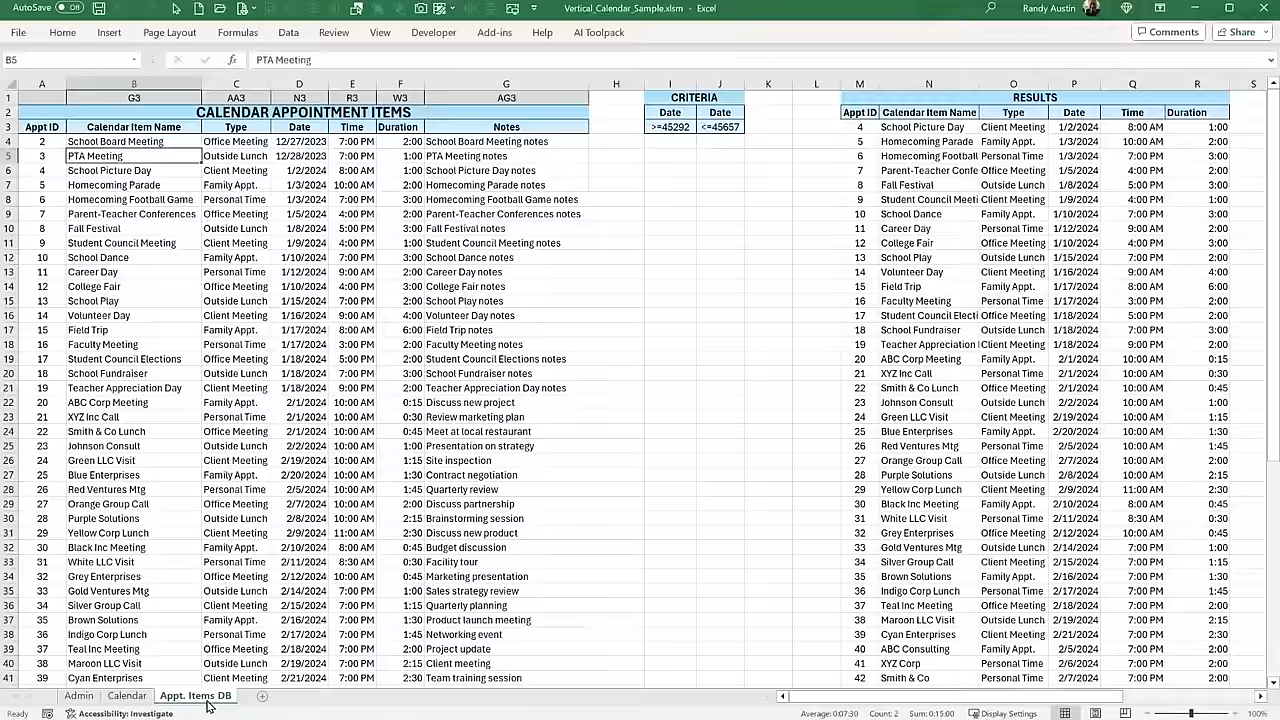 AutoSave Off Vertical_Calendar_Sample.xlsm - Excel Randy Austin
File Home Insert Page Layout Formulas Data Review View Developer Add-ins Help AI Toolpack Comments Share
B5 fx PTA Meeting
A B C D E F G H I J K L M N O P Q R S
1 G3 AA3 N3 R3 W3 AG3 CRITERIA RESULTS
2 CALENDAR APPOINTMENT ITEMS Date Date Appt ID Calendar Item Name Type Date Time Duration
3 Appt ID Calendar Item Name Type Date Time Duration Notes >=45292 <=45657 4 School Picture Day Client Meeting 1/2/2024 8:00 AM 1:00
4 2 School Board Meeting Office Meeting 12/27/2023 7:00 PM 2:00 School Board Meeting notes 5 Homecoming Parade Family Appt. 1/3/2024 10:00 AM 2:00
5 3 PTA Meeting Outside Lunch 12/28/2023 7:00 PM 1:00 PTA Meeting notes 6 Homecoming Football Personal Time 1/3/2024 7:00 PM 3:00
6 4 School Picture Day Client Meeting 1/2/2024 8:00 AM 1:00 School Picture Day notes 7 Parent-Teacher Confe Office Meeting 1/5/2024 4:00 PM 2:00
7 5 Homecoming Parade Family Appt. 1/3/2024 10:00 AM 2:00 Homecoming Parade notes 8 Fall Festival Outside Lunch 1/8/2024 5:00 PM 3:00
8 6 Homecoming Football Game Personal Time 1/3/2024 7:00 PM 3:00 Homecoming Football Game notes 9 Student Council Meeti Client Meeting 1/9/2024 4:00 PM 1:00
9 7 Parent-Teacher Conferences Office Meeting 1/5/2024 4:00 PM 2:00 Parent-Teacher Conferences notes 10 School Dance Family Appt. 1/10/2024 7:00 PM 3:00
10 8 Fall Festival Outside Lunch 1/8/2024 5:00 PM 3:00 Fall Festival notes 11 Career Day Personal Time 1/12/2024 9:00 AM 2:00
11 9 Student Council Meeting Client Meeting 1/9/2024 4:00 PM 1:00 Student Council Meeting notes 12 College Fair Office Meeting 1/10/2024 4:00 PM 3:00
12 10 School Dance Family Appt. 1/10/2024 7:00 PM 3:00 School Dance notes 13 School Play Outside Lunch 1/15/2024 7:00 PM 2:00
13 11 Career Day Personal Time 1/12/2024 9:00 AM 2:00 Career Day notes 14 Volunteer Day Client Meeting 1/16/2024 9:00 AM 4:00
14 12 College Fair Office Meeting 1/10/2024 4:00 PM 3:00 College Fair notes 15 Field Trip Family Appt. 1/17/2024 8:00 AM 6:00
15 13 School Play Outside Lunch 1/15/2024 7:00 PM 2:00 School Play notes 16 Faculty Meeting Personal Time 1/17/2024 3:00 PM 2:00
16 14 Volunteer Day Client Meeting 1/16/2024 9:00 AM 4:00 Volunteer Day notes 17 Student Council Electi Office Meeting 1/18/2024 5:00 PM 2:00
17 15 Field Trip Family Appt. 1/17/2024 8:00 AM 6:00 Field Trip notes 18 School Fundraiser Outside Lunch 1/18/2024 7:00 PM 3:00
18 16 Faculty Meeting Personal Time 1/17/2024 3:00 PM 2:00 Faculty Meeting notes 19 Teacher Appreciation Client Meeting 1/18/2024 9:00 PM 2:00
19 17 Student Council Elections Office Meeting 1/18/2024 5:00 PM 2:00 Student Council Elections notes 20 ABC Corp Meeting Family Appt. 2/1/2024 10:00 AM 0:15
20 18 School Fundraiser Outside Lunch 1/18/2024 7:00 PM 3:00 School Fundraiser notes 21 XYZ Inc Call Personal Time 2/1/2024 10:00 AM 0:30
21 19 Teacher Appreciation Day Client Meeting 1/18/2024 9:00 PM 2:00 Teacher Appreciation Day notes 22 Smith & Co Lunch Office Meeting 2/1/2024 10:00 AM 0:45
22 20 ABC Corp Meeting Family Appt. 2/1/2024 10:00 AM 0:15 Discuss new project 23 Johnson Consult Outside Lunch 2/2/2024 10:00 AM 1:00
23 21 XYZ Inc Call Personal Time 2/1/2024 10:00 AM 0:30 Review marketing plan 24 Green LLC Visit Client Meeting 2/19/2024 10:00 AM 1:15
24 22 Smith & Co Lunch Office Meeting 2/1/2024 10:00 AM 0:45 Meet at local restaurant 25 Blue Enterprises Family Appt. 2/20/2024 10:00 AM 1:30
25 23 Johnson Consult Outside Lunch 2/2/2024 10:00 AM 1:00 Presentation on strategy 26 Red Ventures Mtg Personal Time 2/5/2024 10:00 AM 1:45
26 24 Green LLC Visit Client Meeting 2/19/2024 10:00 AM 1:15 Site inspection 27 Orange Group Call Office Meeting 2/7/2024 10:00 AM 2:00
27 25 Blue Enterprises Family Appt. 2/20/2024 10:00 AM 1:30 Contract negotiation 28 Purple Solutions Outside Lunch 2/8/2024 10:00 AM 2:15
28 26 Red Ventures Mtg Personal Time 2/5/2024 10:00 AM 1:45 Quarterly review 29 Yellow Corp Lunch Client Meeting 2/9/2024 11:00 AM 2:30
29 27 Orange Group Call Office Meeting 2/7/2024 10:00 AM 2:00 Discuss partnership 30 Black Inc Meeting Family Appt. 2/10/2024 8:00 AM 0:45
30 28 Purple Solutions Outside Lunch 2/8/2024 10:00 AM 2:15 Brainstorming session 31 White LLC Visit Personal Time 2/11/2024 8:30 AM 0:30
31 29 Yellow Corp Lunch Client Meeting 2/9/2024 11:00 AM 2:30 Discuss new product 32 Grey Enterprises Office Meeting 2/12/2024 10:00 AM 0:45
32 30 Black Inc Meeting Family Appt. 2/10/2024 8:00 AM 0:45 Budget discussion 33 Gold Ventures Mtg Outside Lunch 2/14/2024 7:00 PM 1:00
33 31 White LLC Visit Personal Time 2/11/2024 8:30 AM 0:30 Facility tour 34 Silver Group Call Client Meeting 2/12/2024 7:00 PM 1:15
34 32 Grey Enterprises Office Meeting 2/12/2024 10:00 AM 0:45 Marketing presentation 35 Brown Solutions Family Appt. 2/16/2024 7:00 PM 1:30
35 33 Gold Ventures Mtg Outside Lunch 2/14/2024 7:00 PM 1:00 Sales strategy review 36 Indigo Corp Lunch Personal Time 2/17/2024 7:00 PM 1:45
36 34 Silver Group Call Client Meeting 2/12/2024 7:00 PM 1:15 Quarterly planning 37 Teal Inc Meeting Office Meeting 2/18/2024 7:00 PM 2:00
37 35 Brown Solutions Family Appt. 2/16/2024 7:00 PM 1:30 Product launch meeting 38 Maroon LLC Visit Outside Lunch 2/19/2024 7:00 PM 2:15
38 36 Indigo Corp Lunch Personal Time 2/17/2024 7:00 PM 1:45 Networking event 39 Cyan Enterprises Client Meeting 2/21/2024 7:00 PM 2:30
39 37 Teal Inc Meeting Office Meeting 2/18/2024 7:00 PM 2:00 Project update 40 ABC Consulting Family Appt. 2/5/2024 7:00 PM 2:00
40 38 Maroon LLC Visit Outside Lunch 2/19/2024 7:00 PM 2:15 Client meeting 41 XYZ Corp Personal Time 2/6/2024 7:00 PM 2:00
41 39 Cyan Enterprises Client Meeting 2/21/2024 7:00 PM 2:30 Team training session 42 Smith & Co Personal Time 2/7/2024 7:00 PM 2:00
Admin Calendar Appt. Items DB
Ready Accessibility: Investigate Average: 0:07:30 Count: 2 Sum: 0:15:00 Display Settings 100%